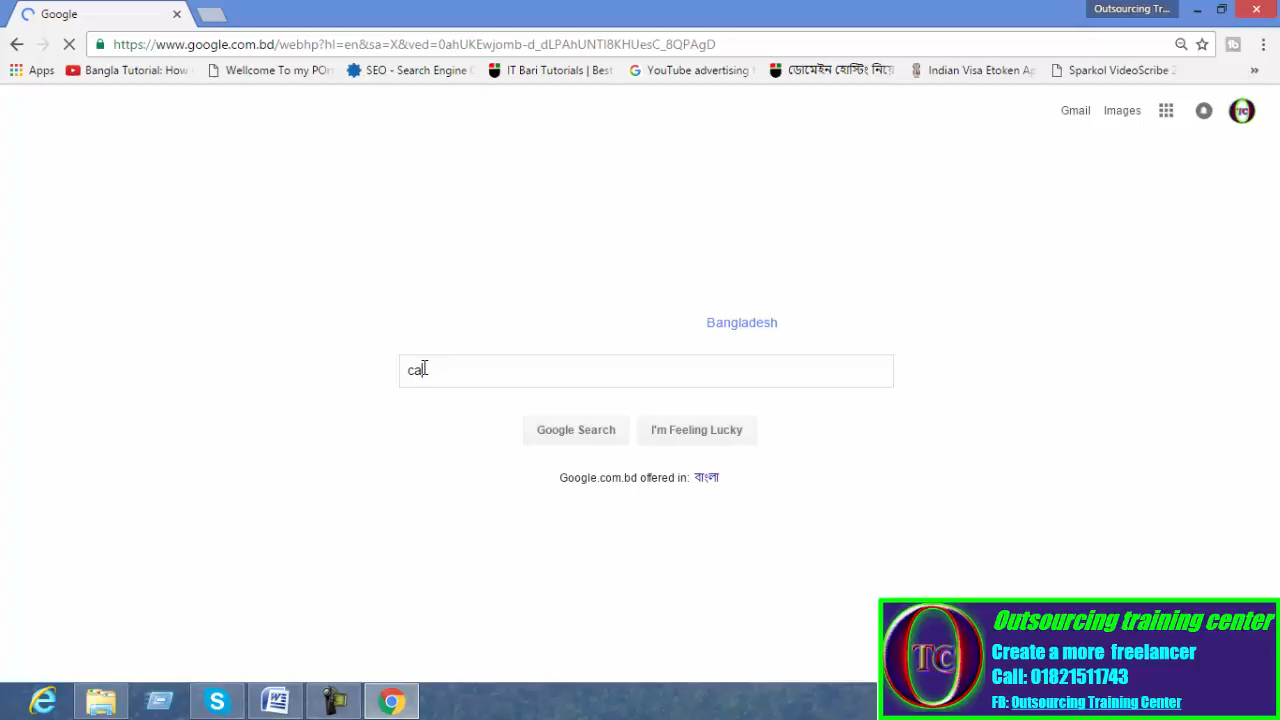 Google
Outsourcing Tr...
https://www.google.com.bd/webhp?hl=en&sa=X&ved=0ahUKEwjomb-d_dLPAhUNTI8KHUesC_8QPAgD
Apps Bangla Tutorial: How Wellcome To my POr SEO - Search Engine IT Bari Tutorials | Best YouTube advertising ডোমেইন হোস্টিং নিয়ে Indian Visa Etoken Ap Sparkol VideoScribe 2 »
Gmail Images
Bangladesh
cal
Google Search I'm Feeling Lucky
Google.com.bd offered in: বাংলা
Outsourcing training center
TC
Create a more freelancer
Call: 01821511743
FB: Outsourcing Training Center